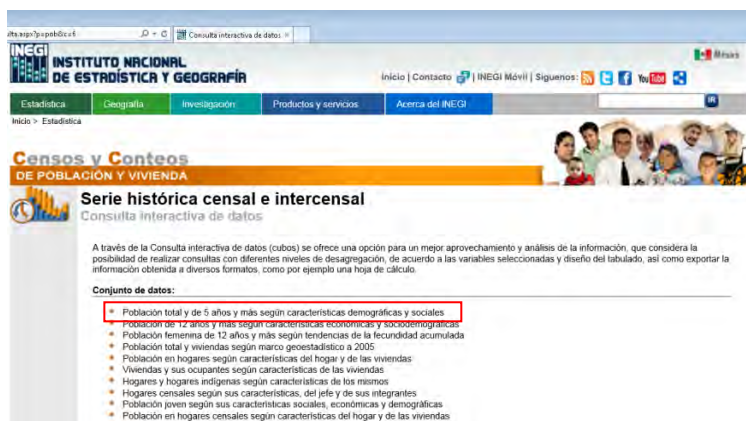 lta.aspx?p=pob&c=6
Consulta interactiva de datos
INEGI
INSTITUTO NACIONAL
DE ESTADÍSTICA Y GEOGRAFÍA
México
Inicio | Contacto | INEGI Móvil | Siguenos:
You Tube
Estadística Geografía Investigación Productos y servicios Acerca del INEGI IR
Inicio > Estadística
Censos y Conteos
DE POBLACIÓN Y VIVIENDA
Serie histórica censal e intercensal
Consulta interactiva de datos
A través de la Consulta interactiva de datos (cubos) se ofrece una opción para un mejor aprovechamiento y análisis de la información, que considera la
posibilidad de realizar consultas con diferentes niveles de desagregación, de acuerdo a las variables seleccionadas y diseño del tabulado, así como exportar la
información obtenida a diversos formatos, como por ejemplo una hoja de cálculo.
Conjunto de datos:
Población total y de 5 años y más según características demográficas y sociales
Población de 12 años y más según características económicas y sociodemográficas
Población femenina de 12 años y más según tendencias de la fecundidad acumulada
Población total y viviendas según marco geoestadístico a 2005
Población en hogares según características del hogar y de las viviendas
Viviendas y sus ocupantes según características de las viviendas
Hogares y hogares indígenas según características de los mismos
Hogares censales según sus características, del jefe y de sus integrantes
Población joven según sus características sociales, económicas y demográficas
Población en hogares censales según características del hogar y de las viviendas